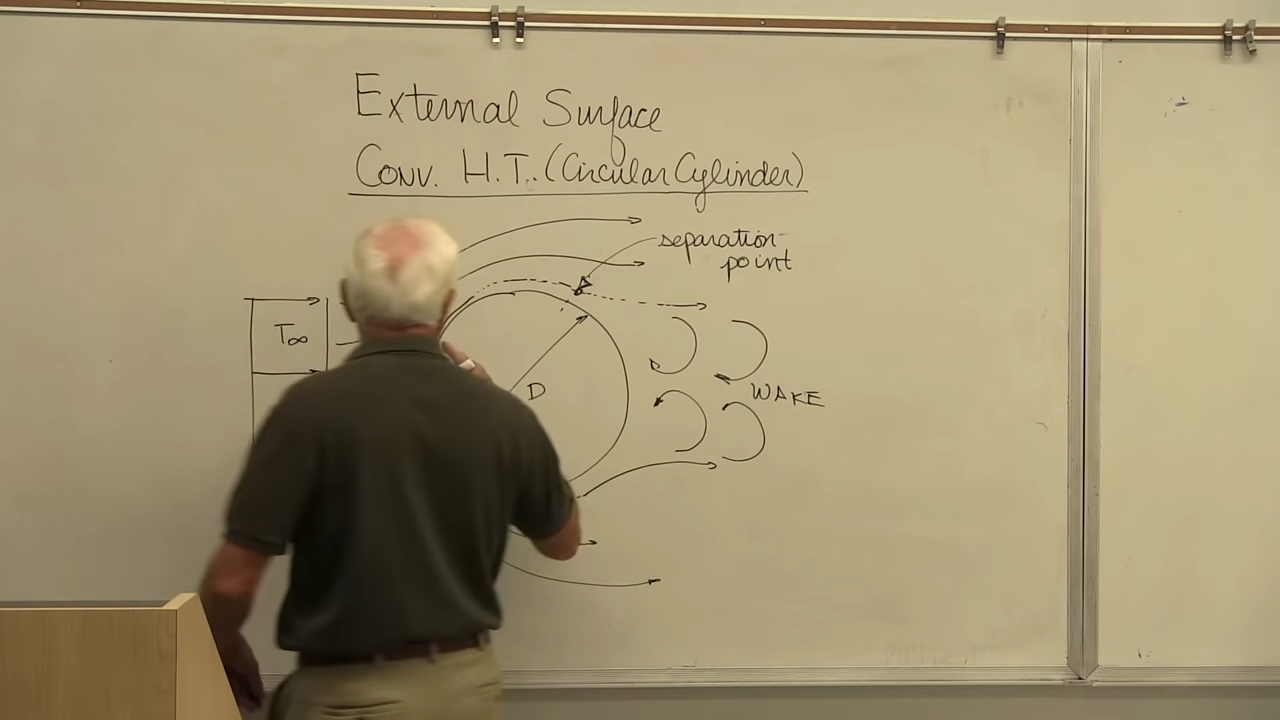 External Surface
Conv. H.T. (Circular Cylinder)
separation
point
T∞
D
WAKE